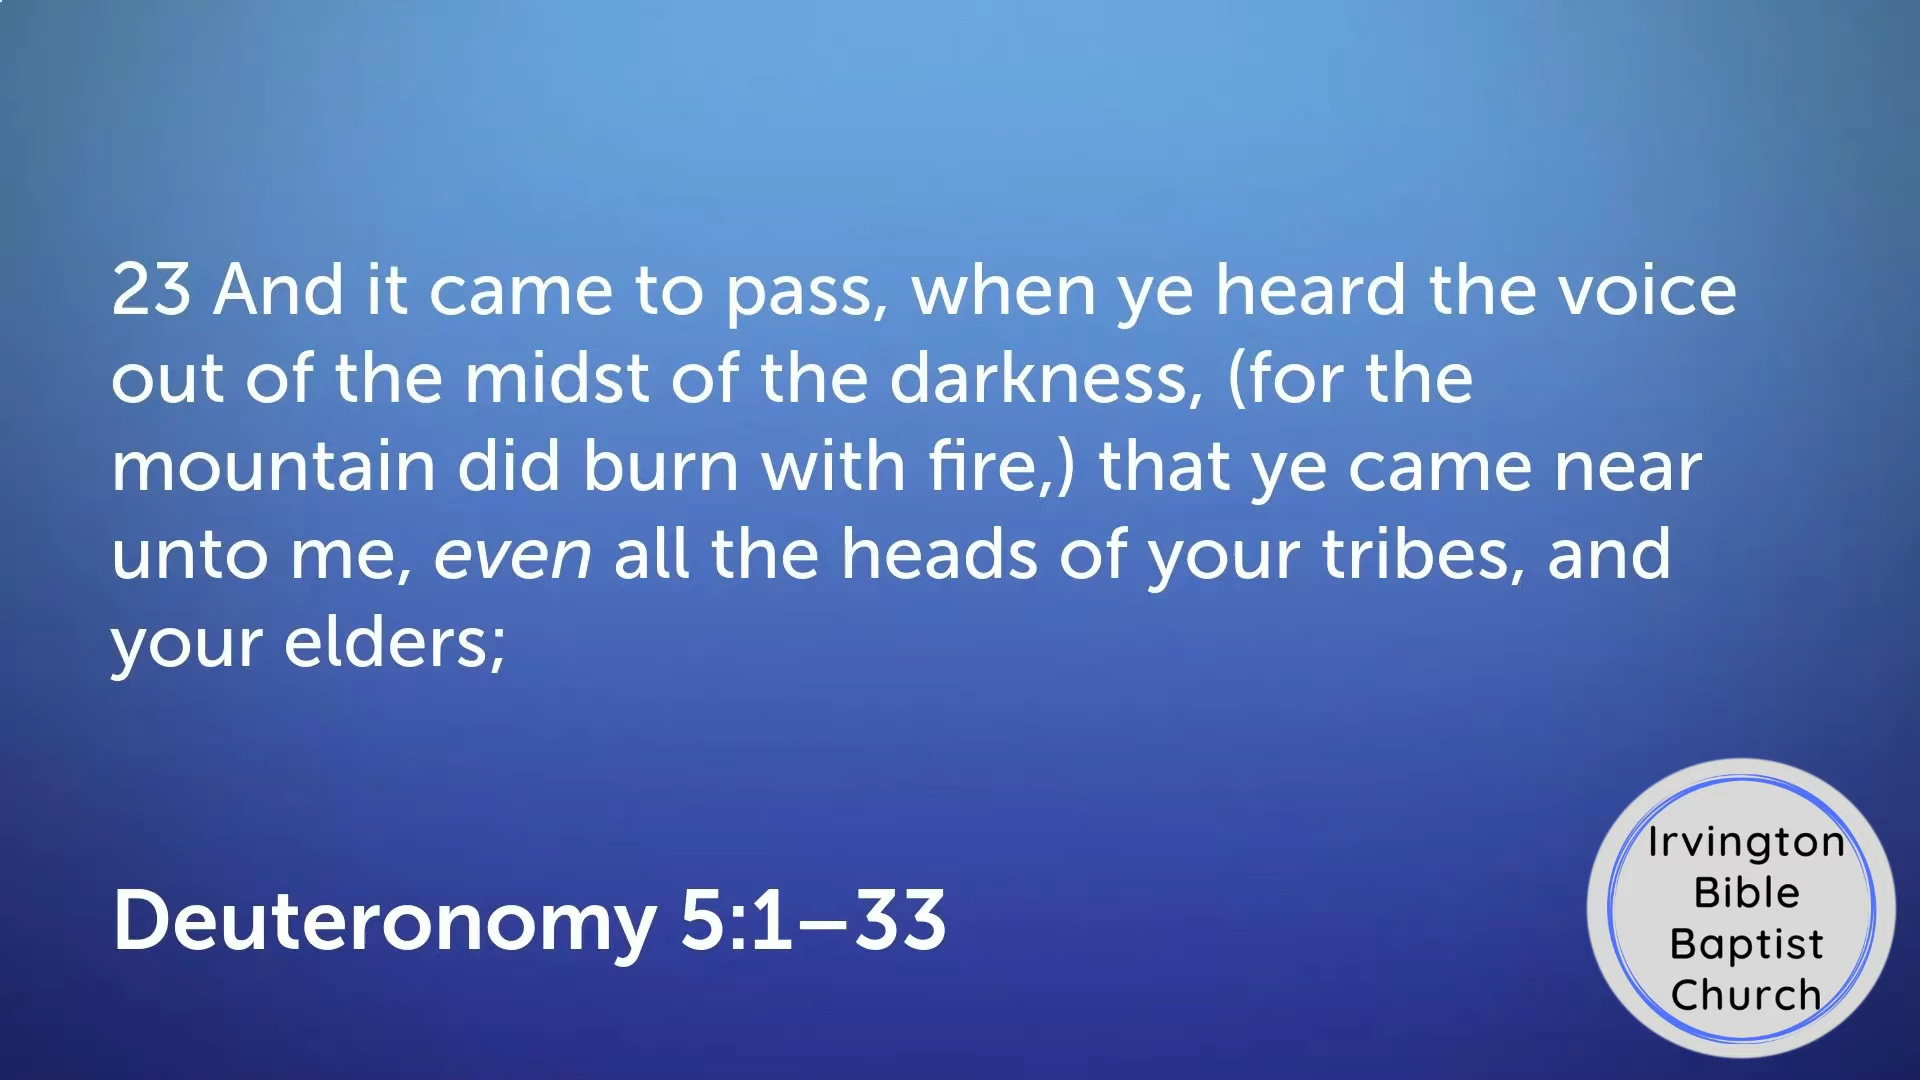 23 And it came to pass, when ye heard the voice
out of the midst of the darkness, (for the
mountain did burn with fire,) that ye came near
unto me, even all the heads of your tribes, and
your elders;
Deuteronomy 5:1–33
Irvington
Bible
Baptist
Church